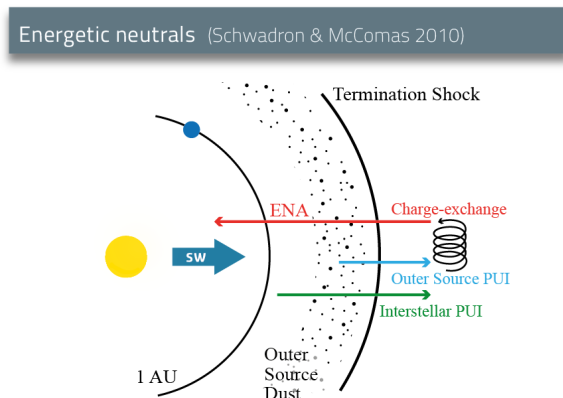 Energetic neutrals (Schwadron & McComas 2010)
Termination Shock
ENA
Charge-exchange
SW
Outer Source PUI
Interstellar PUI
Outer
Source
Dust
1 AU